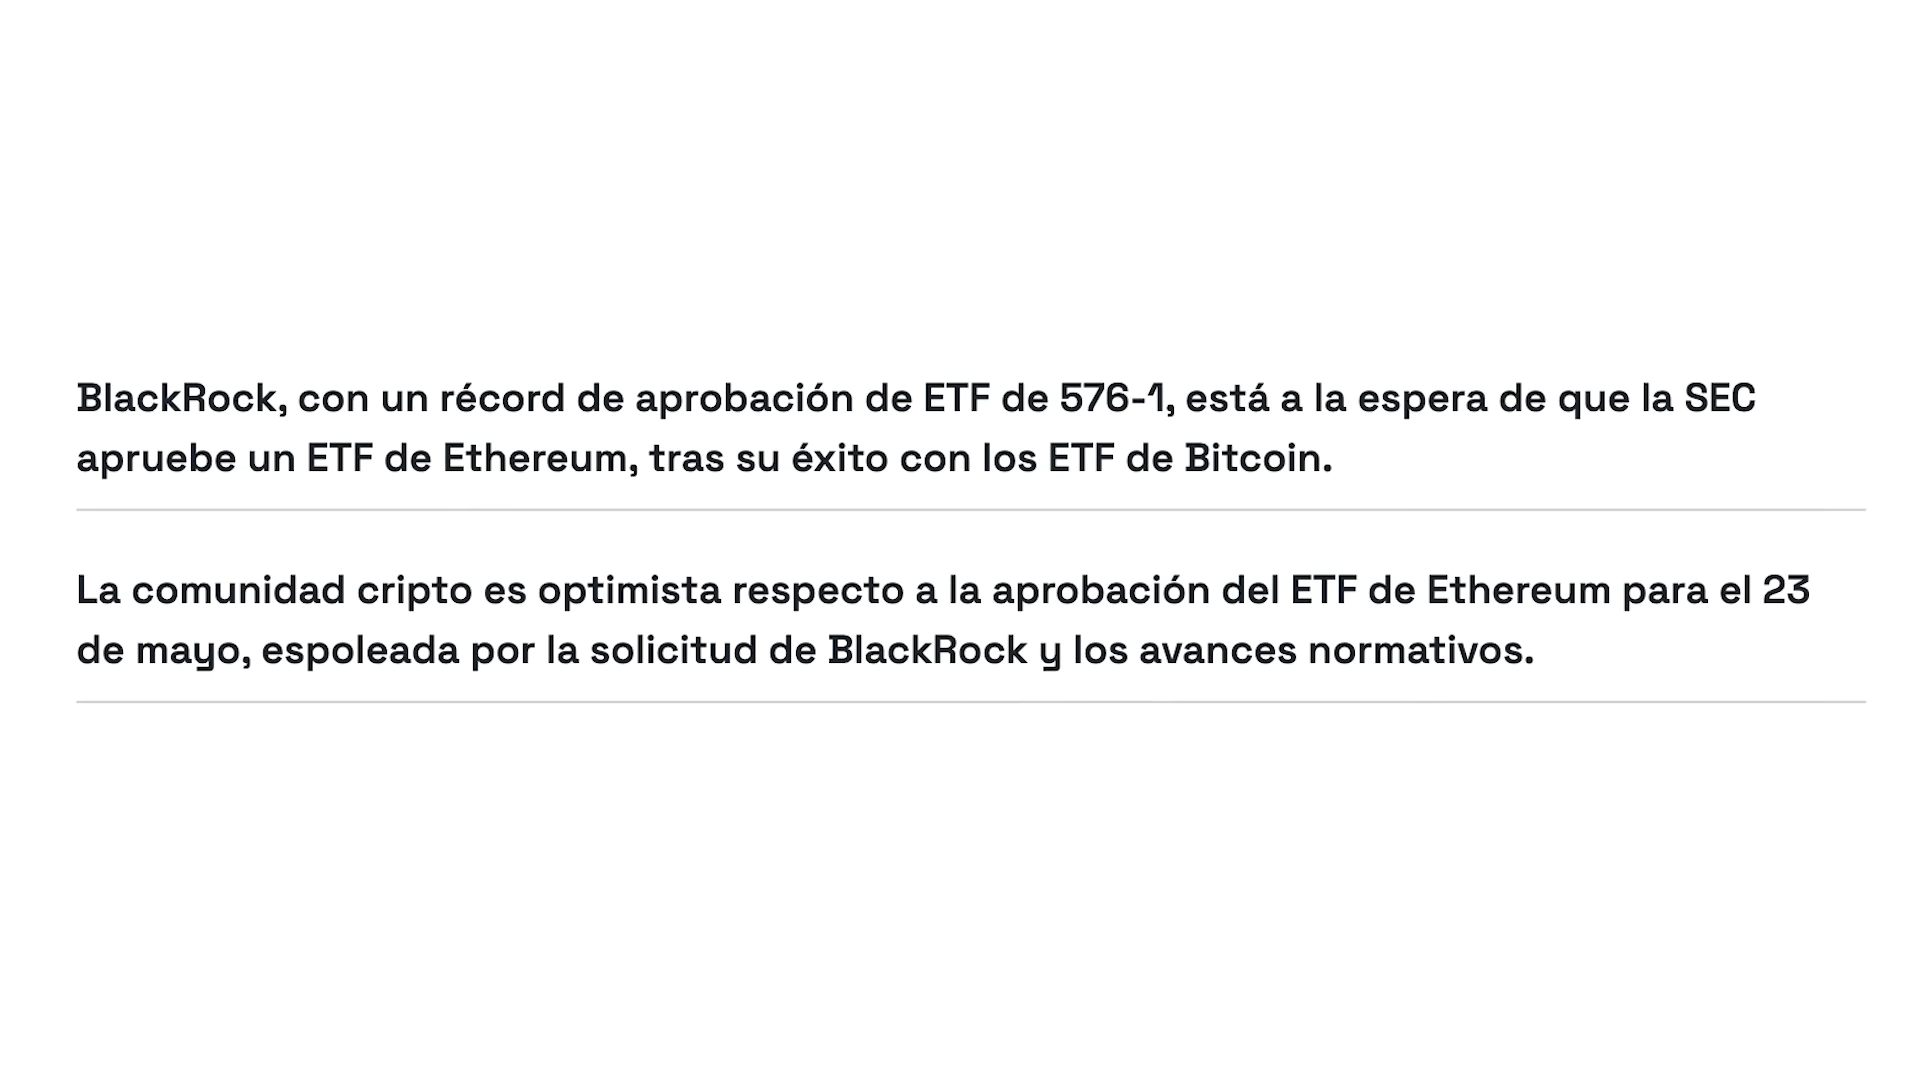 BlackRock, con un récord de aprobación de ETF de 576-1, está a la espera de que la SEC
apruebe un ETF de Ethereum, tras su éxito con los ETF de Bitcoin.
La comunidad cripto es optimista respecto a la aprobación del ETF de Ethereum para el 23
de mayo, espoleada por la solicitud de BlackRock y los avances normativos.